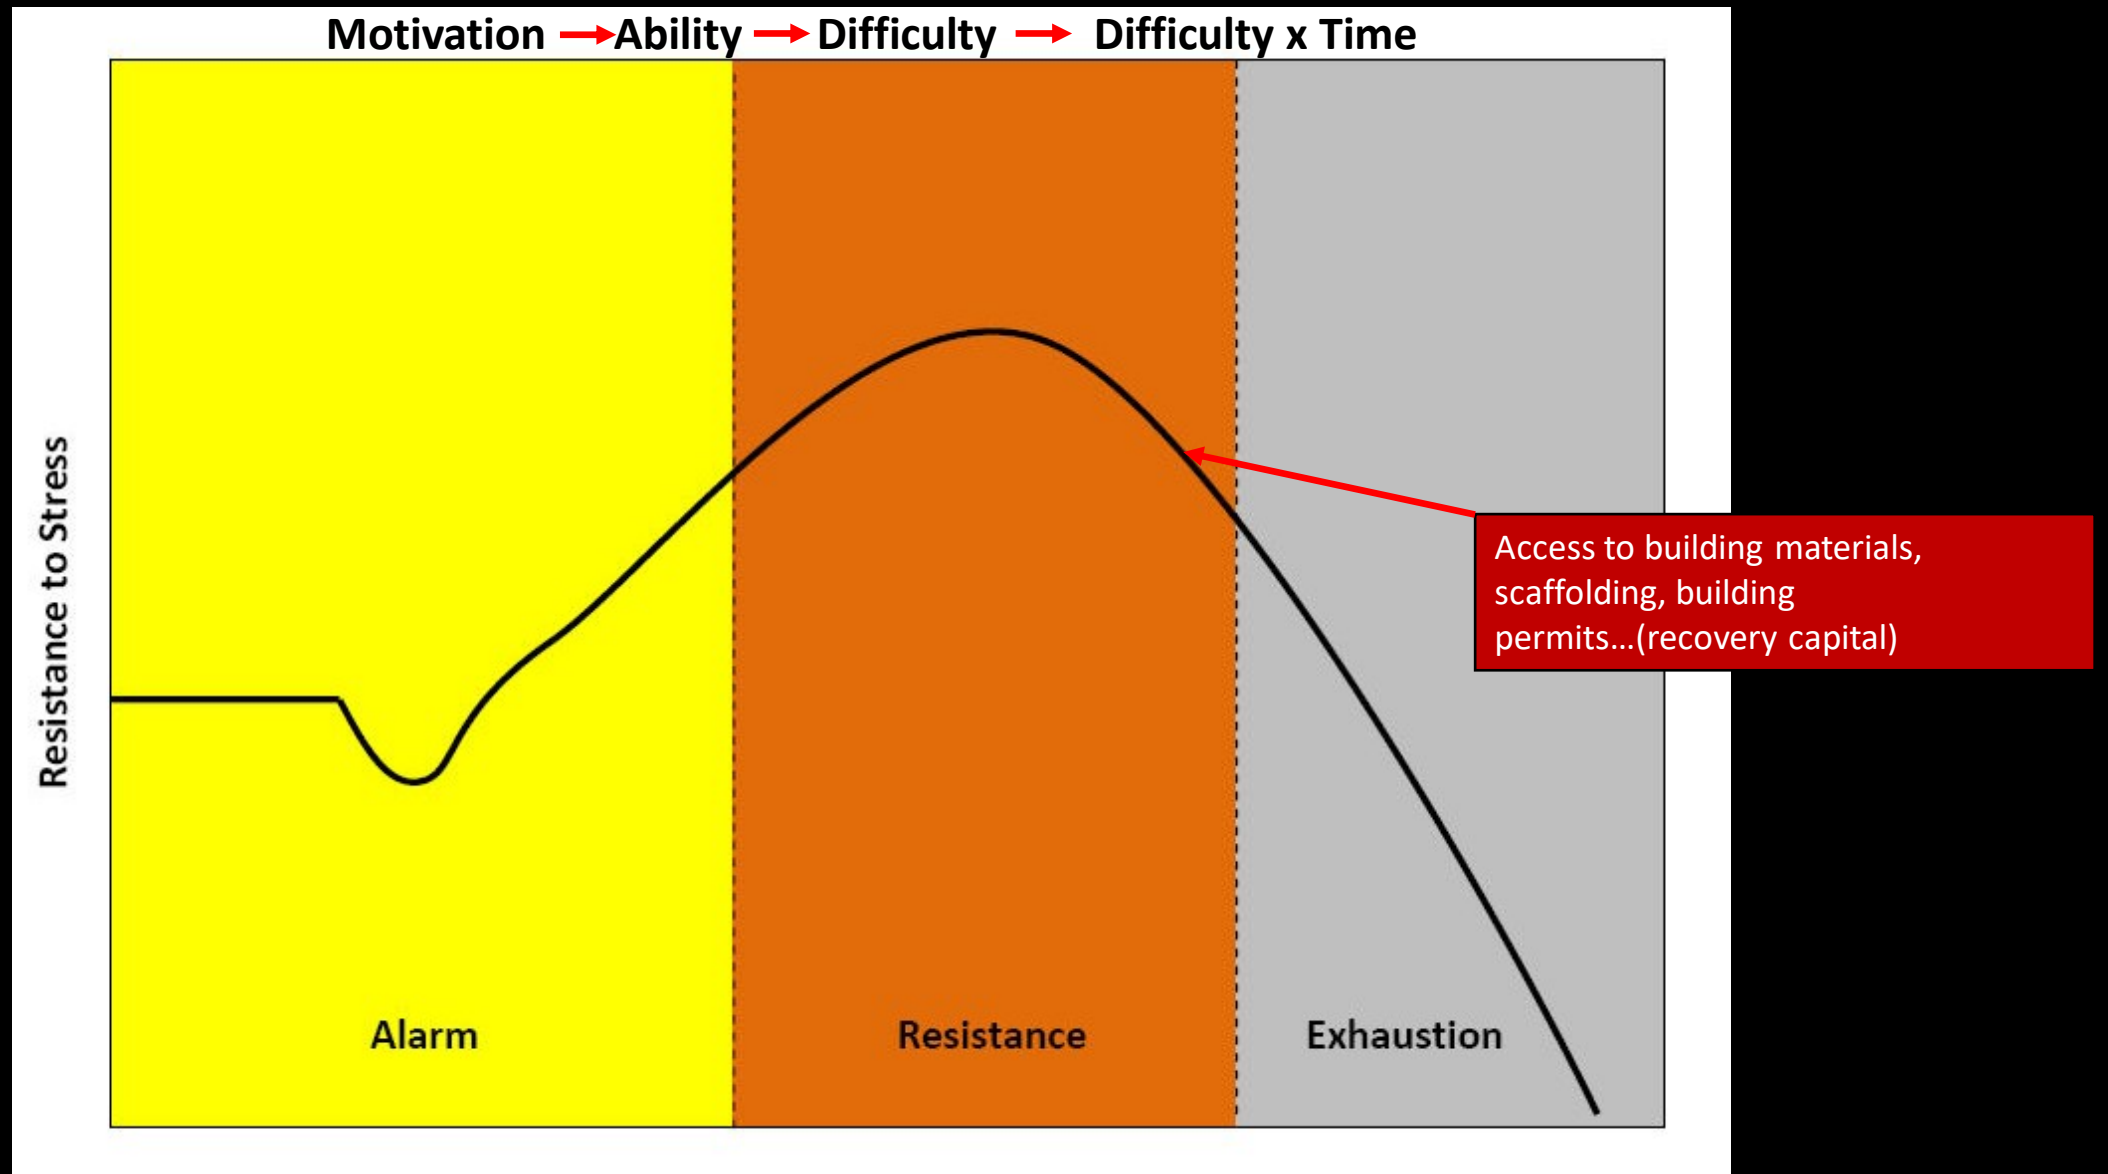 Motivation Ability Difficulty Difficulty x Time
Resistance to Stress
Access to building materials,
scaffolding, building
permits...(recovery capital)
Alarm Resistance Exhaustion